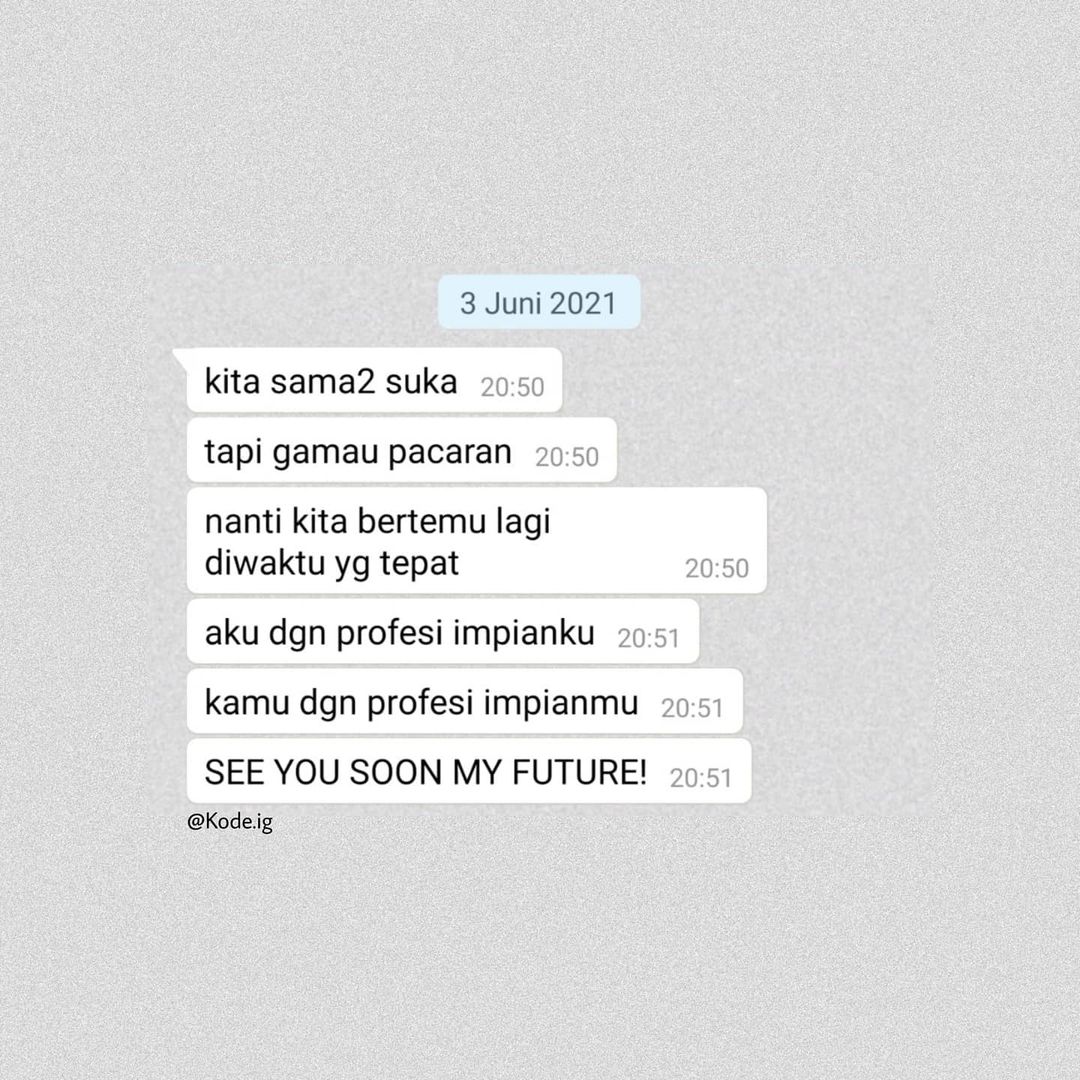 3 Juni 2021
kita sama2 suka 20:50
tapi gamau pacaran 20:50
nanti kita bertemu lagi
diwaktu yg tepat 20:50
aku dgn profesi impianku 20:51
kamu dgn profesi impianmu 20:51
SEE YOU SOON MY FUTURE! 20:51
@Kode.ig